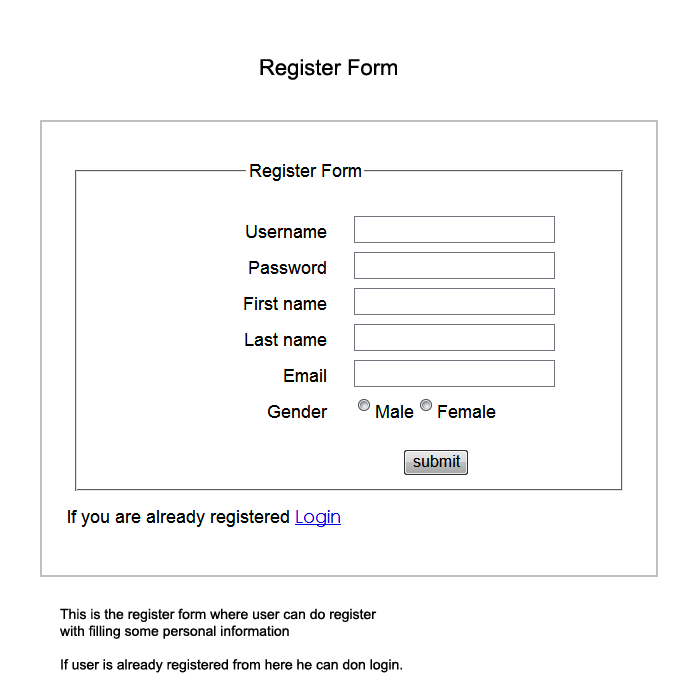 Register Form
Register Form
Username
Password
First name
Last name
Email
Gender Male Female
submit
If you are already registered Login
This is the register form where user can do register
with filling some personal information
If user is already registered from here he can don login.